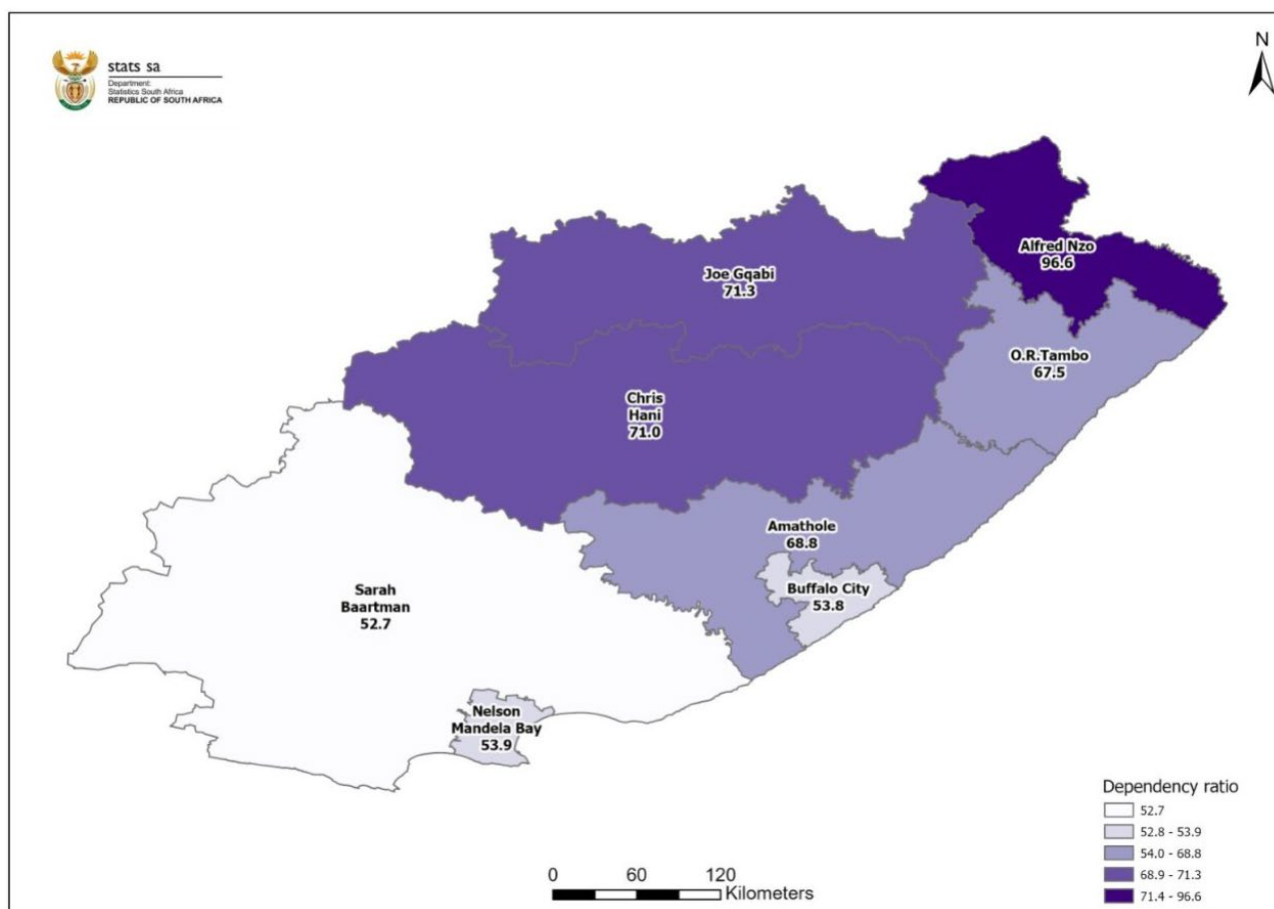 stats sa
Department:
Statistics South Africa
REPUBLIC OF SOUTH AFRICA
N
Alfred Nzo
96.6
Joe Gqabi
71.3
O.R.Tambo
67.5
Chris
Hani
71.0
Amathole
68.8
Buffalo City
53.8
Sarah
Baartman
52.7
Nelson
Mandela Bay
53.9
Dependency ratio
52.7
52.8 - 53.9
54.0 - 68.8
68.9 - 71.3
71.4 - 96.6
0 60 120
Kilometers